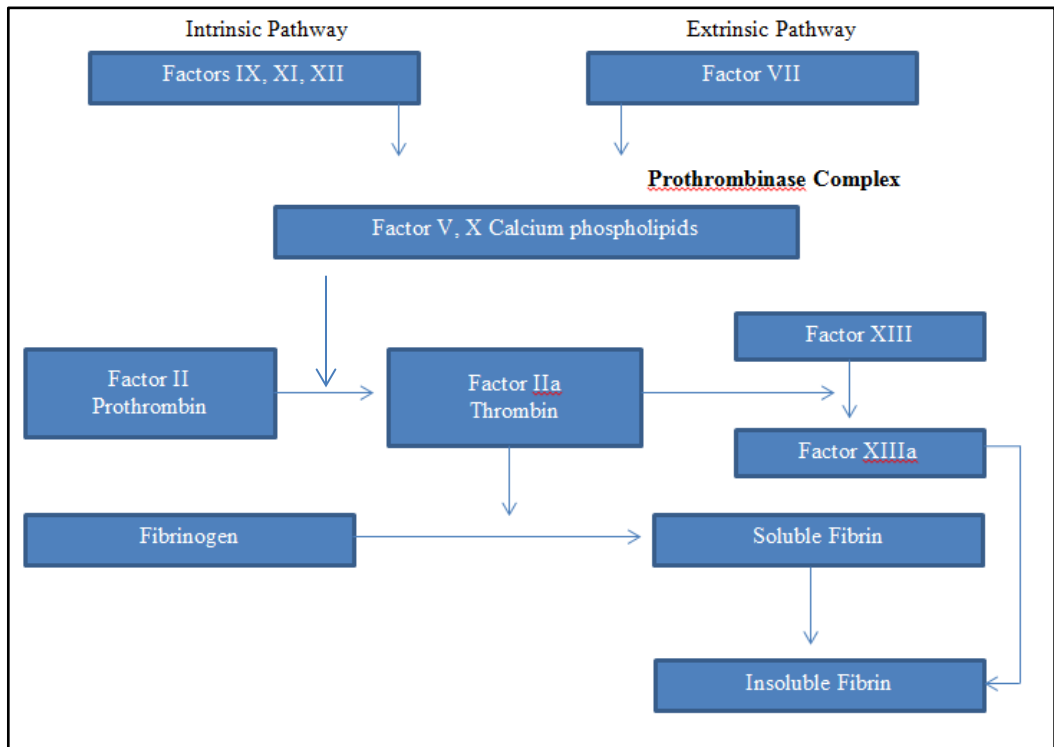 Intrinsic Pathway
Extrinsic Pathway
Factors IX, XI, XII
Factor VII
Prothrombinase Complex
Factor V, X Calcium phospholipids
Factor XIII
Factor II
Prothrombin
Factor IIa
Thrombin
Factor XIIIa
Fibrinogen
Soluble Fibrin
Insoluble Fibrin